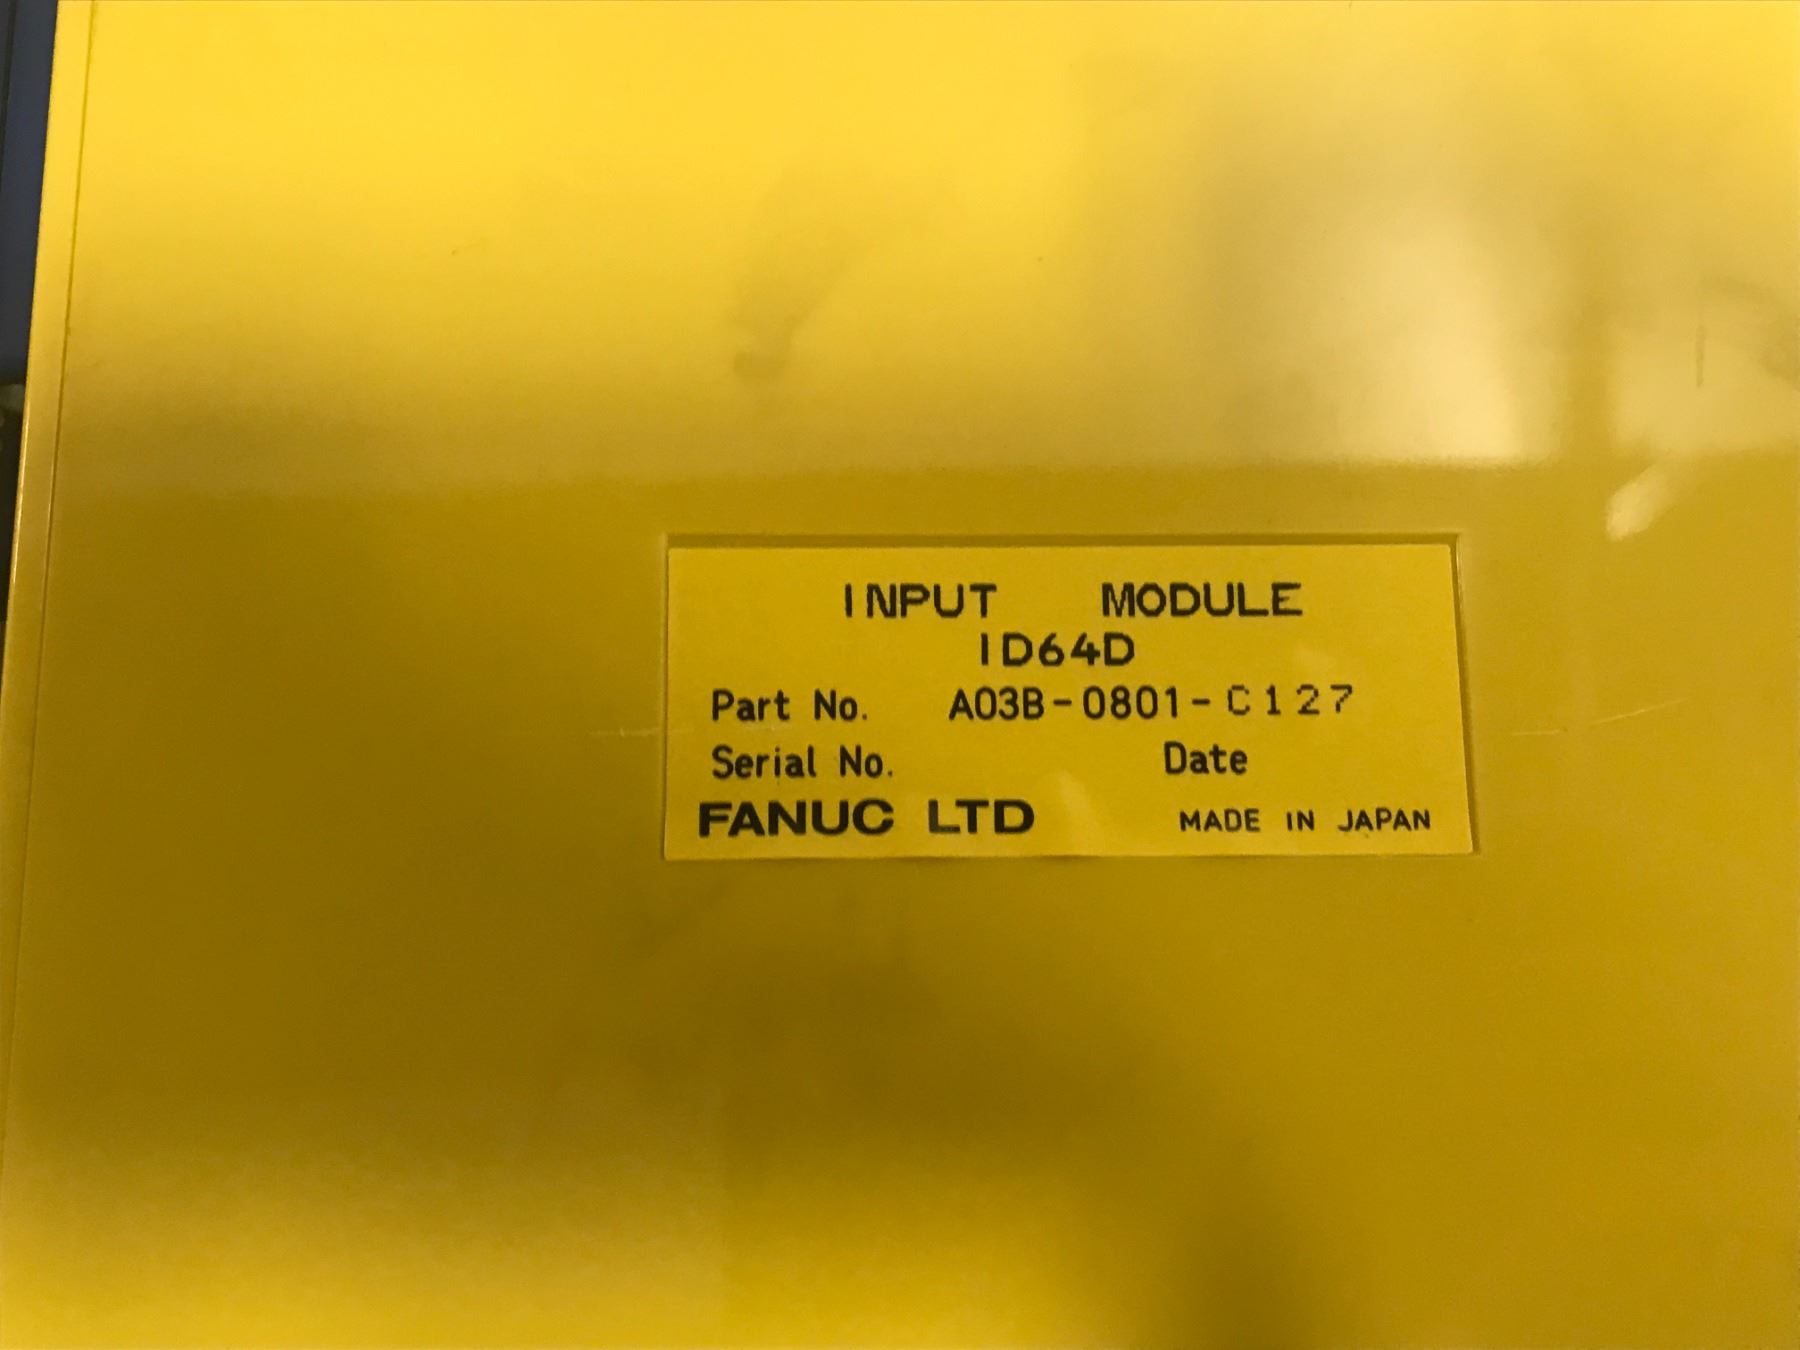 INPUT MODULE
ID64D
Part No. A03B-0801-C127
Serial No. Date
FANUC LTD MADE IN JAPAN